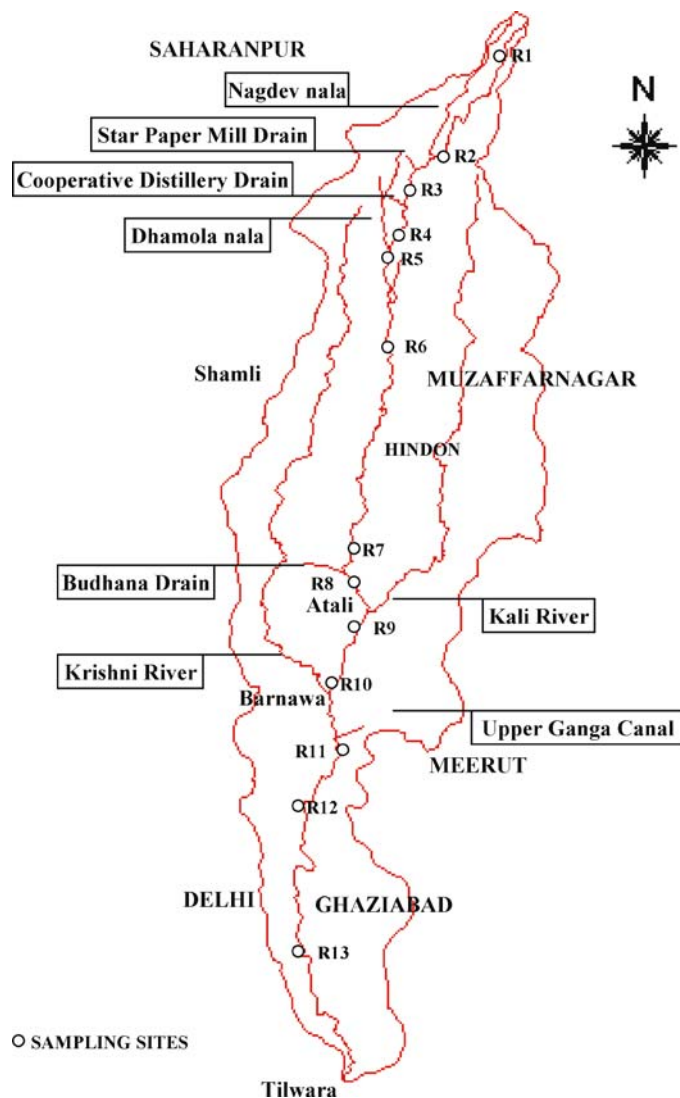 SAHARANPUR
R1
Nagdev nala
N
Star Paper Mill Drain
R2
Cooperative Distillery Drain
R3
Dhamola nala
R4
R5
R6
Shamli
MUZAFFARNAGAR
HINDON
R7
Budhana Drain
R8
Atali
Kali River
R9
Krishni River
R10
Barnawa
Upper Ganga Canal
R11
MEERUT
R12
DELHI
GHAZIABAD
R13
SAMPLING SITES
Tilwara